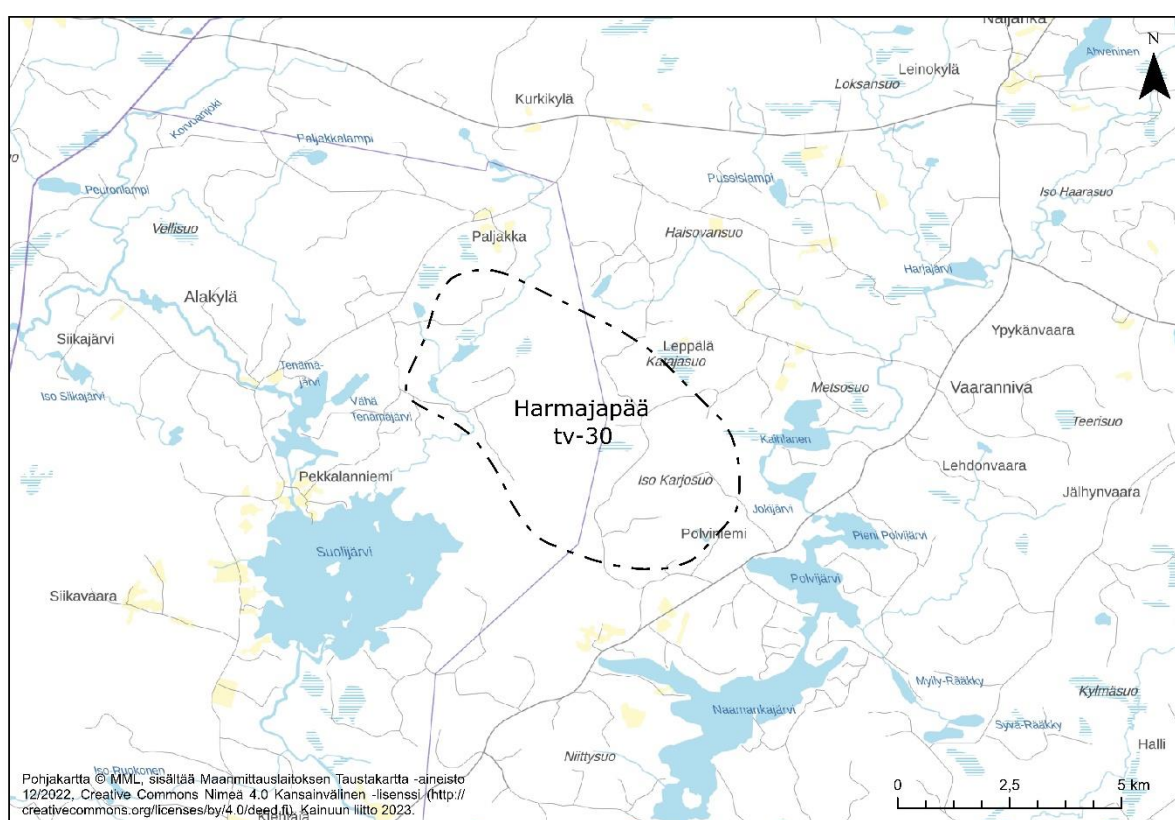 Naljänkä
Ahveninen
N
Leinokylä
Loksansuo
Kurkikylä
Korvuanjoki
Paljakkalampi
Pussislampi
Peuronlampi
Iso Haarasuo
Vellisuo
Paljakka
Haisovansuo
Harjajärvi
Alakylä
Siikajärvi
Leppälä
Katajasuo
Ypykänvaara
Tenämä-
järvi
Metsosuo
Vaaranniva
Iso Siikajärvi
Vähä
Tenämäjärvi
Harmajapää
tv-30
Kaihlanen
Teerisuo
Lehdonvaara
Pekkalanniemi
Iso Karjosuo
Jälhynvaara
Jokijärvi
Polviniemi
Pieni Polvijärvi
Suolijärvi
Polvijärvi
Siikavaara
Mylly-Rääkky
Kylmäsuo
Naamankajärvi
Syvä-Rääkky
Niittysuo
Halli
Iso Ruokonen
Pohjakartta © MML, sisältää Maanmittauslaitoksen Taustakartta -aineisto
12/2022, Creative Commons Nimeä 4.0 Kansainvälinen -lisenssi (http://
creativecommons.org/licenses/by/4.0/deed.fi). Kainuun liitto 2023.
0 2,5 5 km